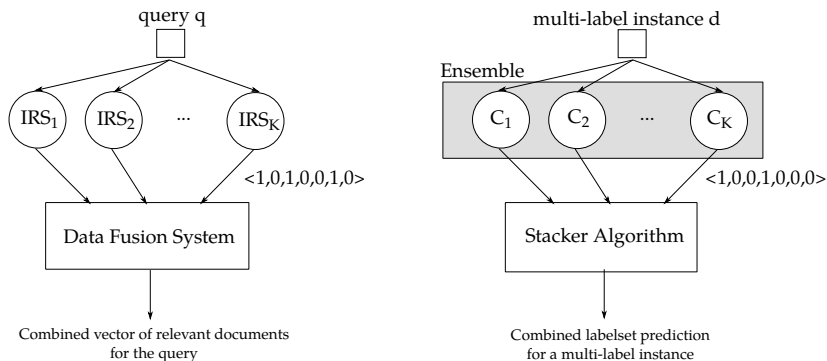 query q
IRS1
IRS2
...
IRSK
<1,0,1,0,0,1,0>
Data Fusion System
Combined vector of relevant documents
for the query
multi-label instance d
Ensemble
C1
C2
...
CK
<1,0,0,1,0,0,0>
Stacker Algorithm
Combined labelset prediction
for a multi-label instance